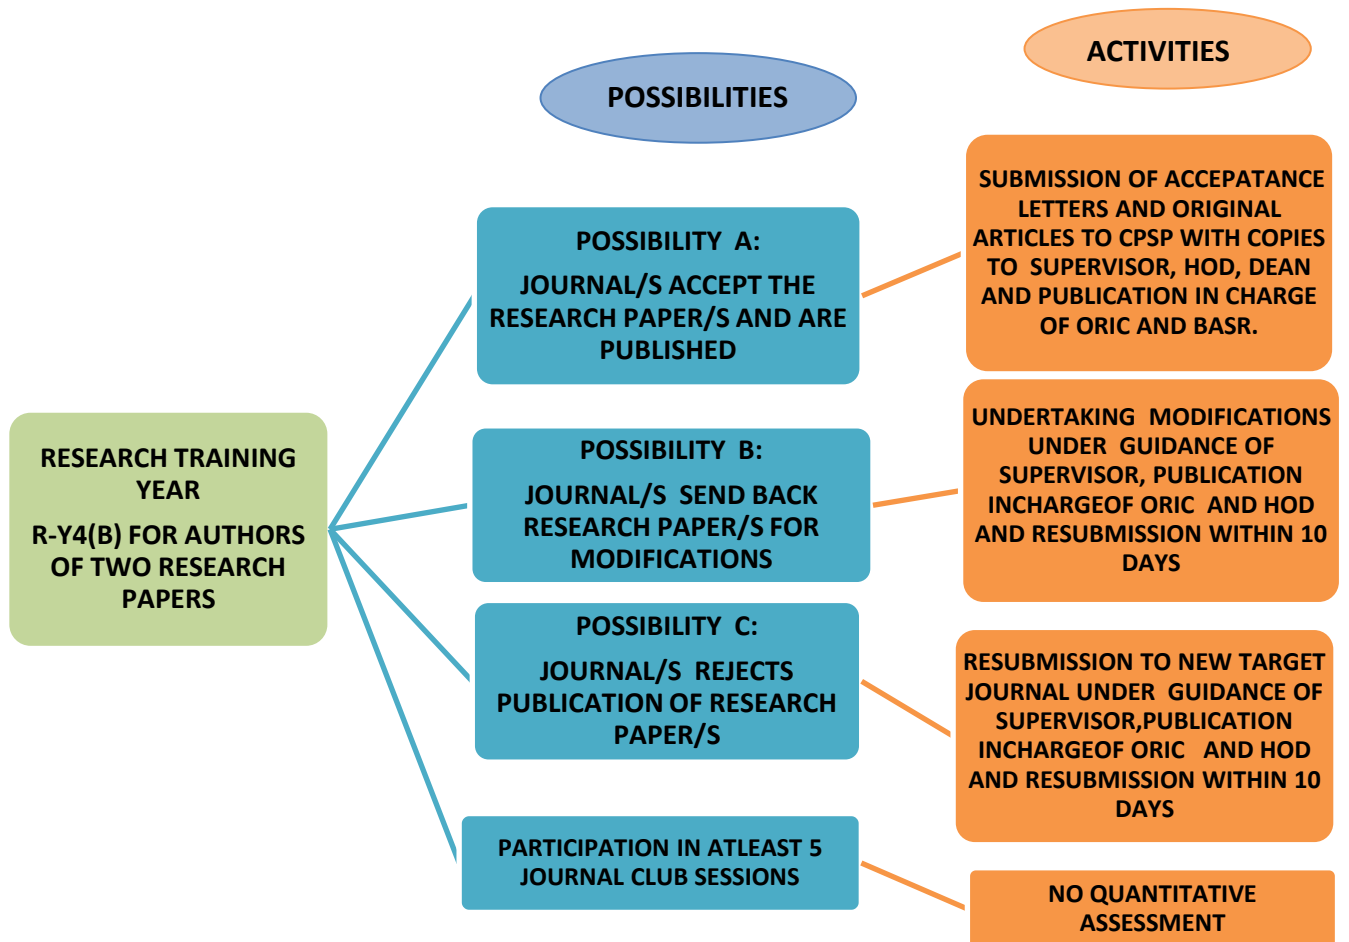 ACTIVITIES
POSSIBILITIES
RESEARCH TRAINING
YEAR
R-Y4(B) FOR AUTHORS
OF TWO RESEARCH
PAPERS
POSSIBILITY A:
JOURNAL/S ACCEPT THE
RESEARCH PAPER/S AND ARE
PUBLISHED
SUBMISSION OF ACCEPATANCE
LETTERS AND ORIGINAL
ARTICLES TO CPSP WITH COPIES
TO SUPERVISOR, HOD, DEAN
AND PUBLICATION IN CHARGE
OF ORIC AND BASR.
POSSIBILITY B:
JOURNAL/S SEND BACK
RESEARCH PAPER/S FOR
MODIFICATIONS
UNDERTAKING MODIFICATIONS
UNDER GUIDANCE OF
SUPERVISOR, PUBLICATION
INCHARGEOF ORIC AND HOD
AND RESUBMISSION WITHIN 10
DAYS
POSSIBILITY C:
JOURNAL/S REJECTS
PUBLICATION OF RESEARCH
PAPER/S
RESUBMISSION TO NEW TARGET
JOURNAL UNDER GUIDANCE OF
SUPERVISOR,PUBLICATION
INCHARGEOF ORIC AND HOD
AND RESUBMISSION WITHIN 10
DAYS
PARTICIPATION IN ATLEAST 5
JOURNAL CLUB SESSIONS
NO QUANTITATIVE
ASSESSMENT